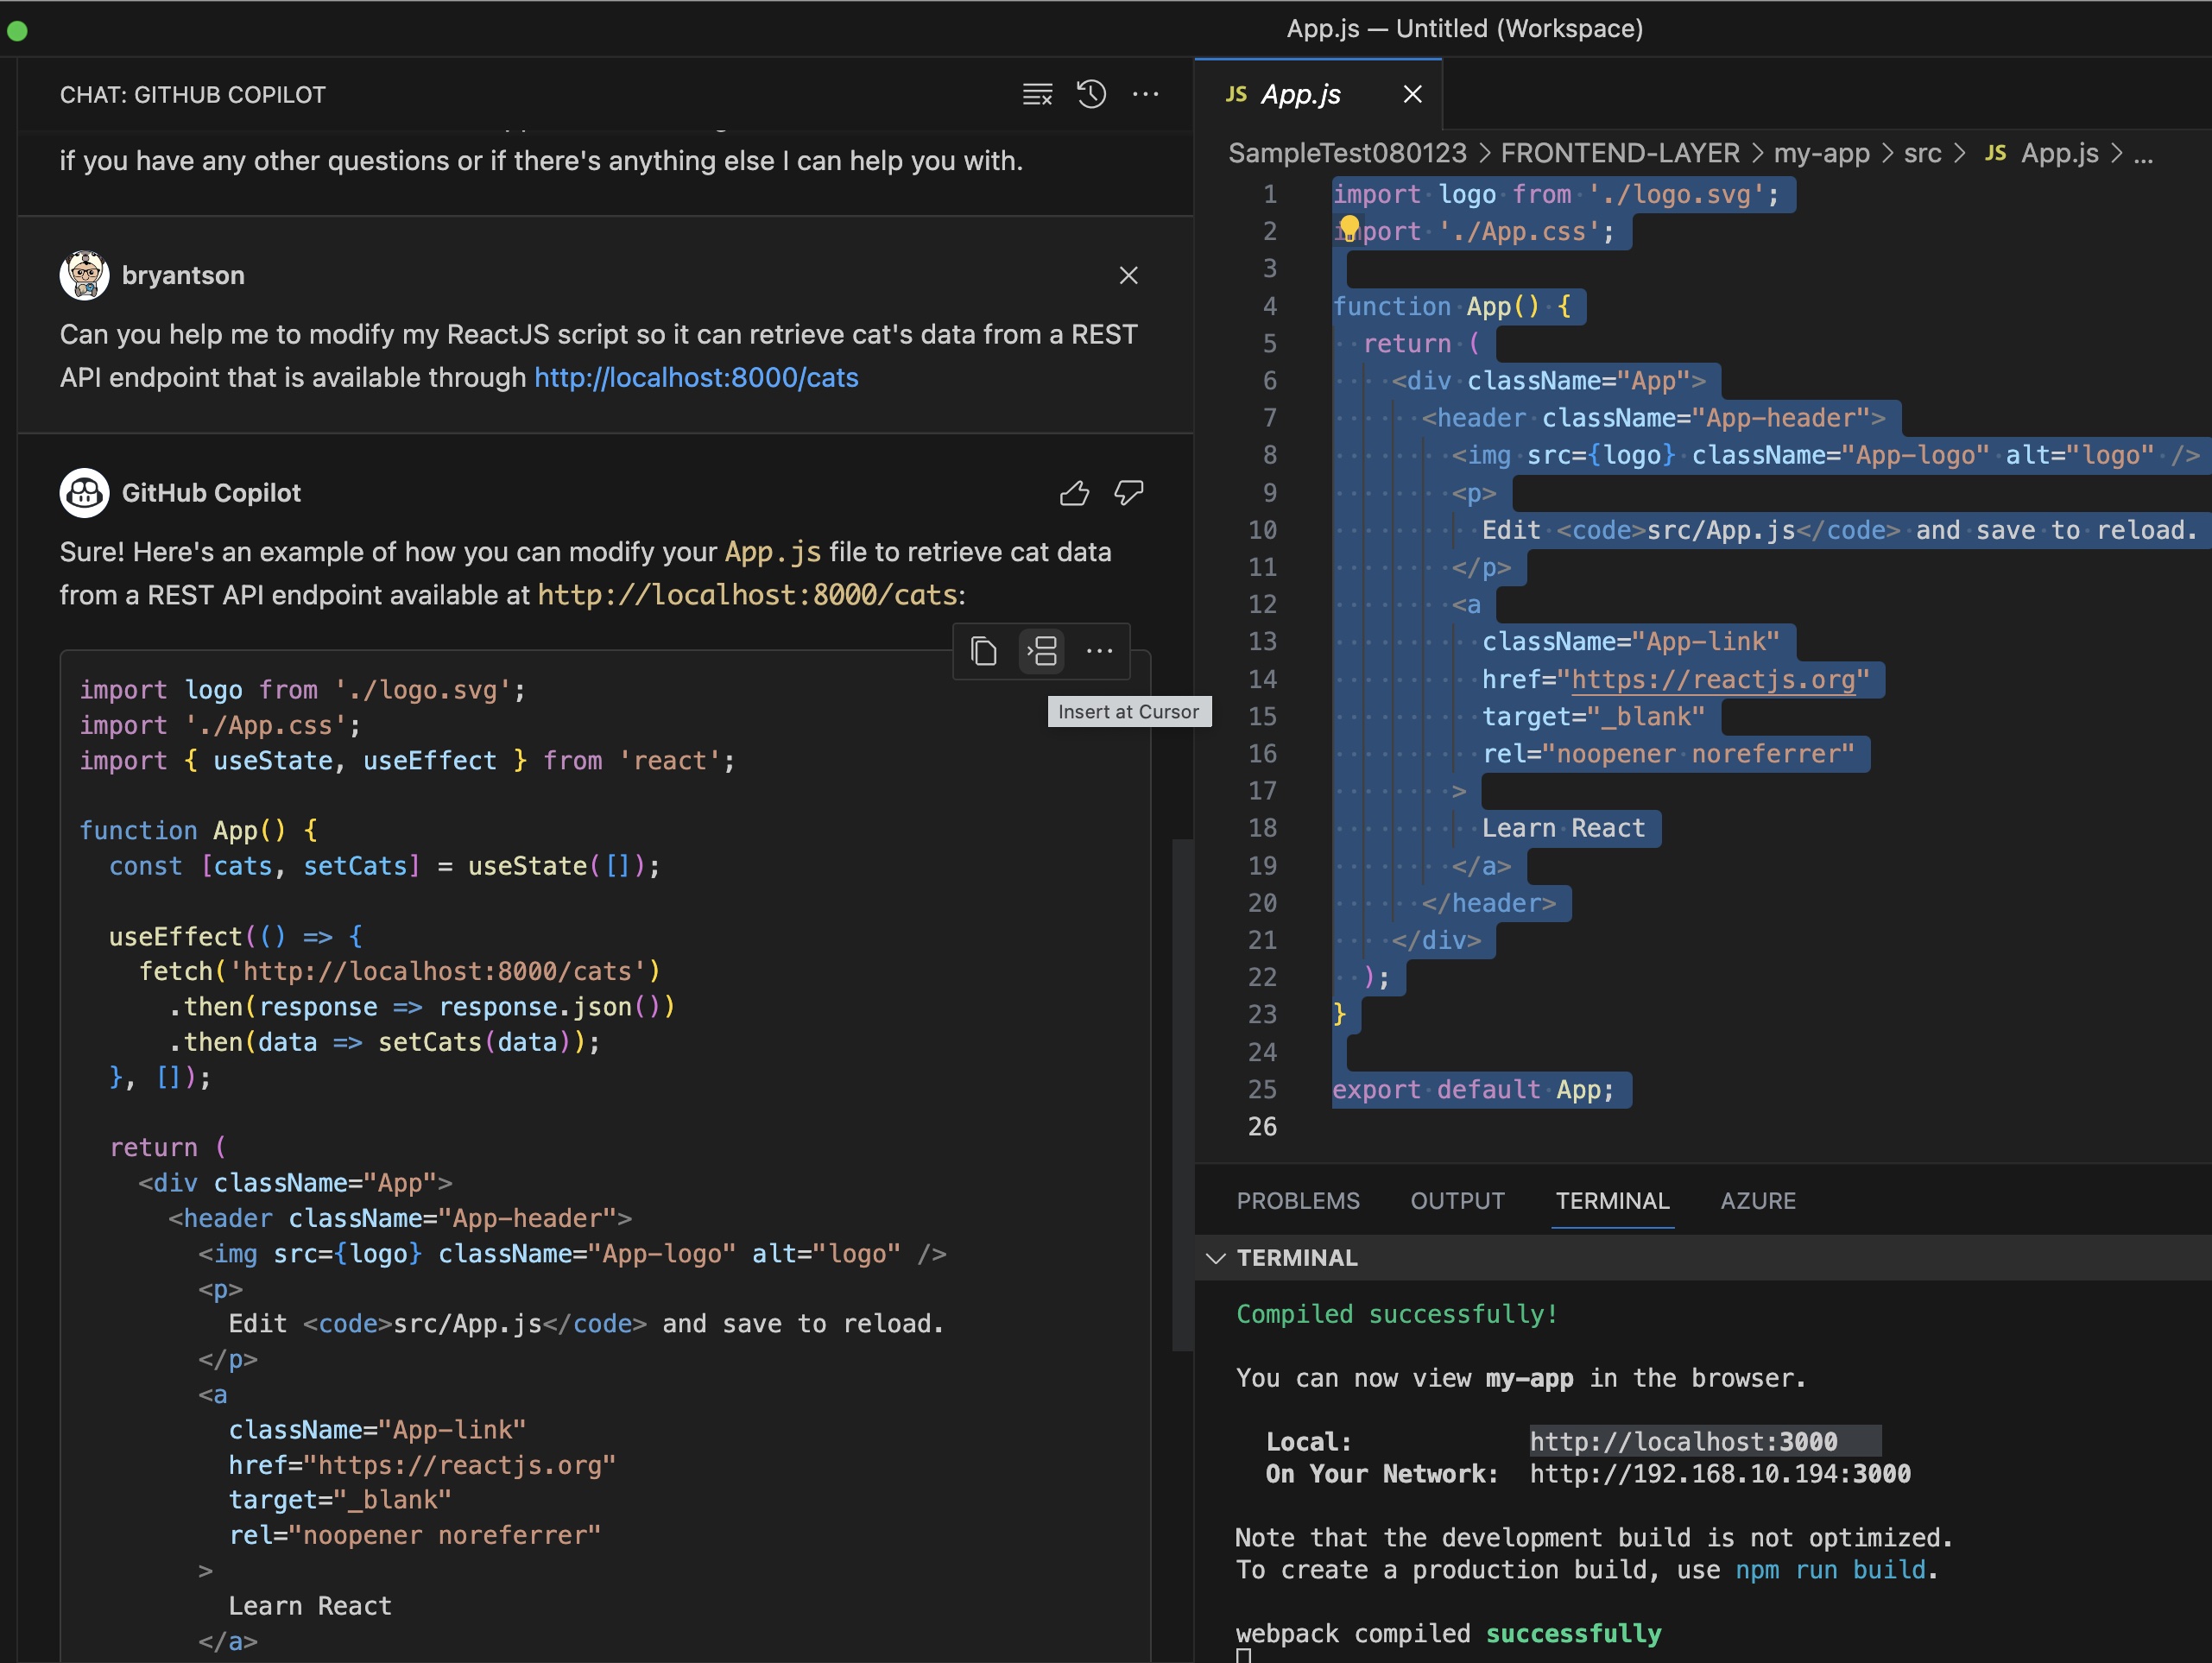 App.js — Untitled (Workspace)
CHAT: GITHUB COPILOT
if you have any other questions or if there's anything else I can help you with.
bryantson
Can you help me to modify my ReactJS script so it can retrieve cat's data from a REST
API endpoint that is available through http://localhost:8000/cats
GitHub Copilot
Sure! Here's an example of how you can modify your App.js file to retrieve cat data
from a REST API endpoint available at http://localhost:8000/cats:
Insert at Cursor
import logo from './logo.svg';
import './App.css';
import { useState, useEffect } from 'react';
function App() {
const [cats, setCats] = useState([]);
useEffect(() => {
fetch('http://localhost:8000/cats')
.then(response => response.json())
.then(data => setCats(data));
}, []);
return (
<div className="App">
<header className="App-header">
<img src={logo} className="App-logo" alt="logo" />
<p>
Edit <code>src/App.js</code> and save to reload.
</p>
<a
className="App-link"
href="https://reactjs.org"
target="_blank"
rel="noopener noreferrer"
>
Learn React
</a>
JS App.js
SampleTest080123 > FRONTEND-LAYER > my-app > src > JS App.js > ...
1 import logo from './logo.svg';
2 import './App.css';
3
4 function App() {
5 return (
6 <div className="App">
7 <header className="App-header">
8 <img src={logo} className="App-logo" alt="logo" />
9 <p>
10 Edit <code>src/App.js</code> and save to reload.
11 </p>
12 <a
13 className="App-link"
14 href="https://reactjs.org"
15 target="_blank"
16 rel="noopener noreferrer"
17 >
18 Learn React
19 </a>
20 </header>
21 </div>
22 );
23 }
24
25 export default App;
26
PROBLEMS OUTPUT TERMINAL AZURE
TERMINAL
Compiled successfully!
You can now view my-app in the browser.
Local: http://localhost:3000
On Your Network: http://192.168.10.194:3000
Note that the development build is not optimized.
To create a production build, use npm run build.
webpack compiled successfully